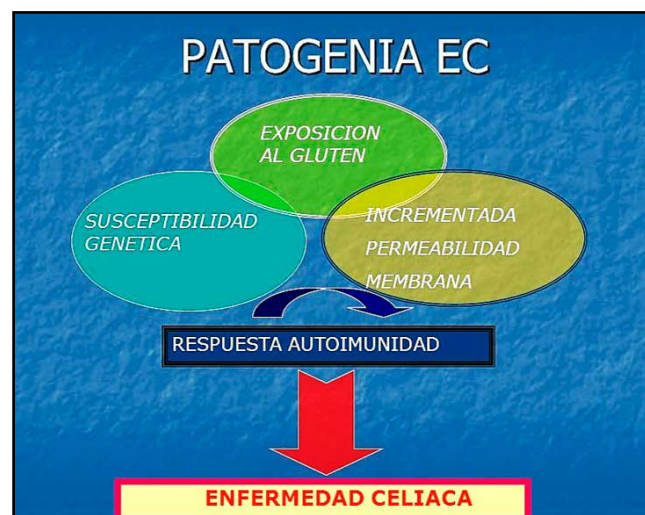 PATOGENIA EC
EXPOSICION
AL GLUTEN
SUSCEPTIBILIDAD
GENETICA
INCREMENTADA
PERMEABILIDAD
MEMBRANA
RESPUESTA AUTOIMUNIDAD
ENFERMEDAD CELIACA